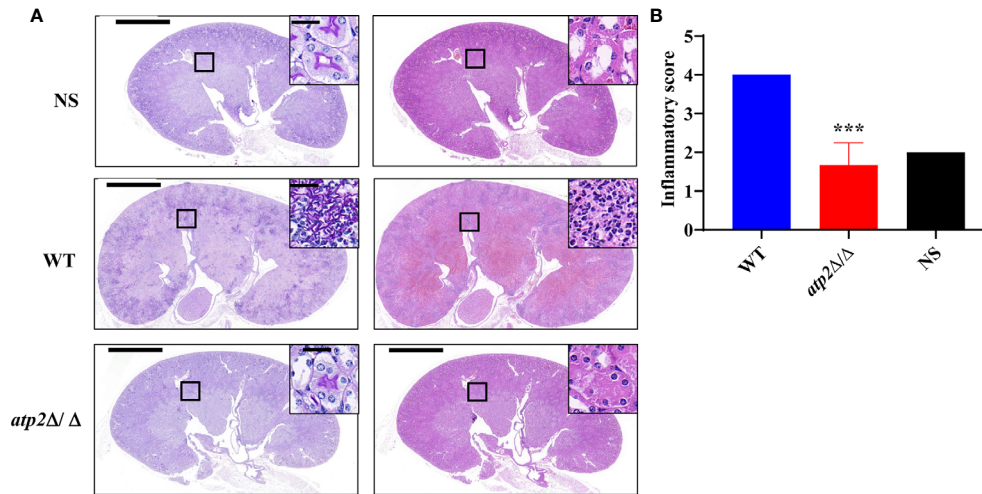 A
NS
WT
atp2Δ/ Δ
B
Inflammatory score
5
4
3
2
1
0
***
WT
atp2Δ/Δ
NS